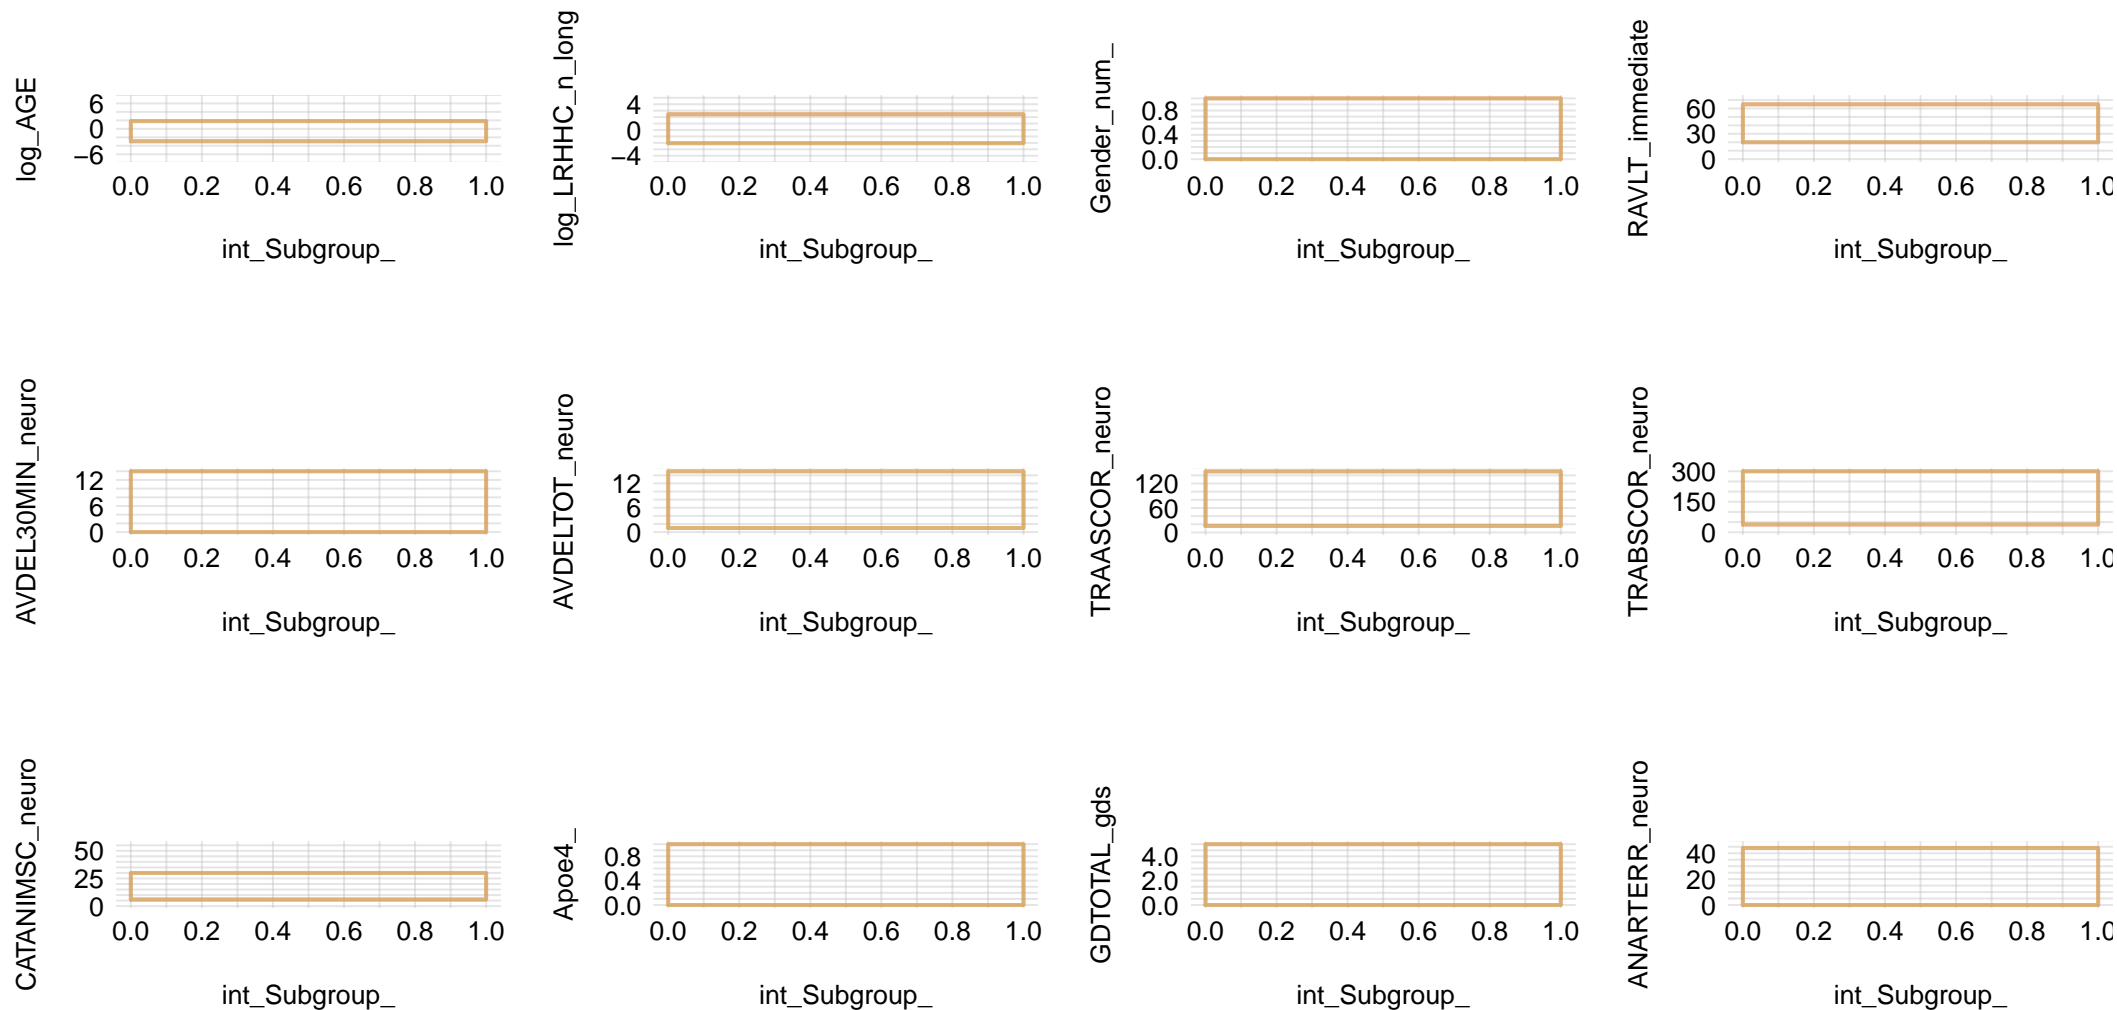 log_AGE
6
0
−6
0.0 0.2 0.4 0.6 0.8 1.0
int_Subgroup_
log_LRHHC_n_long
4
0
−4
0.0 0.2 0.4 0.6 0.8 1.0
int_Subgroup_
Gender_num_
0.8
0.4
0.0
0.0 0.2 0.4 0.6 0.8 1.0
int_Subgroup_
RAVLT_immediate
60
30
0
0.0 0.2 0.4 0.6 0.8 1.0
int_Subgroup_
AVDEL30MIN_neuro
12
6
0
0.0 0.2 0.4 0.6 0.8 1.0
int_Subgroup_
AVDELTOT_neuro
12
6
0
0.0 0.2 0.4 0.6 0.8 1.0
int_Subgroup_
TRAASCOR_neuro
120
60
0
0.0 0.2 0.4 0.6 0.8 1.0
int_Subgroup_
TRABSCOR_neuro
300
150
0
0.0 0.2 0.4 0.6 0.8 1.0
int_Subgroup_
CATANIMSC_neuro
50
25
0
0.0 0.2 0.4 0.6 0.8 1.0
int_Subgroup_
Apoe4_
0.8
0.4
0.0
0.0 0.2 0.4 0.6 0.8 1.0
int_Subgroup_
GDTOTAL_gds
4.0
2.0
0.0
0.0 0.2 0.4 0.6 0.8 1.0
int_Subgroup_
ANARTERR_neuro
40
20
0
0.0 0.2 0.4 0.6 0.8 1.0
int_Subgroup_